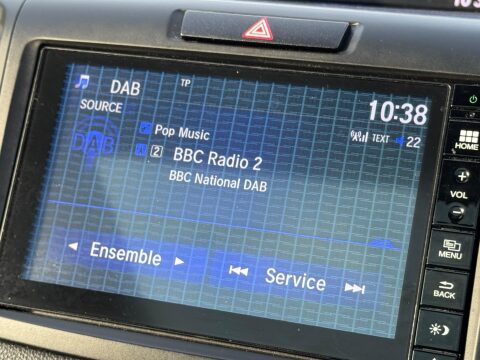 DAB
TP
SOURCE
10:38
TEXT 22
DAB
Pop Music
2
BBC Radio 2
BBC National DAB
Ensemble
Service
HOME
+
VOL
-
MENU
BACK